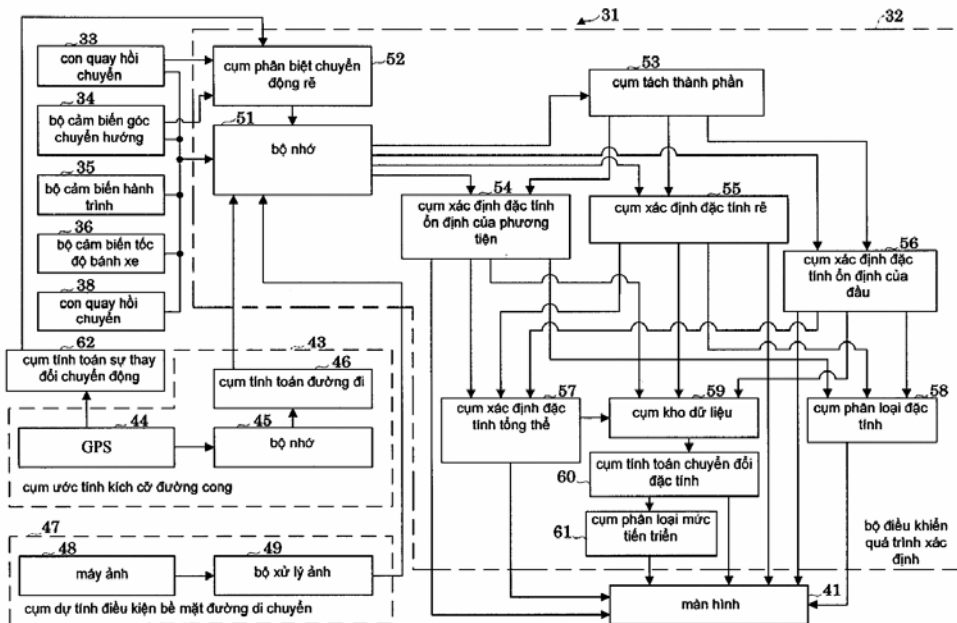 31
32
33
con quay hồi
chuyển
52
cụm phân biệt chuyển
động rẽ
53
cụm tách thành phần
34
bộ cảm biến góc
chuyển hướng
51
bộ nhớ
35
bộ cảm biến hành
trình
54
cụm xác định đặc tính
ổn định của phương
tiện
55
cụm xác định đặc tính rẽ
36
bộ cảm biến tốc
độ bánh xe
56
cụm xác định đặc
tính ổn định của
đầu
38
con quay hồi
chuyển
62
cụm tính toán sự thay
đổi chuyển động
43
46
cụm tính toán đường đi
57
cụm xác định đặc
tính tổng thể
59
cụm kho dữ liệu
58
cụm phân loại đặc
tính
44
GPS
45
bộ nhớ
cụm ước tính kích cỡ đường cong
60
cụm tính toán chuyển đổi
đặc tính
61
cụm phân loại mức
tiến triển
bộ điều khiển
quá trình xác
định
47
48
máy ảnh
49
bộ xử lý ảnh
cụm dự tính điều kiện bề mặt đường di chuyển
41
màn hình